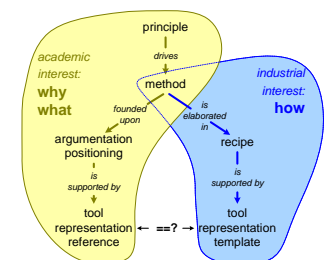 principle
drives
academic
interest:
why
what
method
industrial
interest:
how
founded
upon
is
elaborated
in
argumentation
positioning
recipe
is
supported by
is
supported by
tool
representation
reference
==?
tool
representation
template